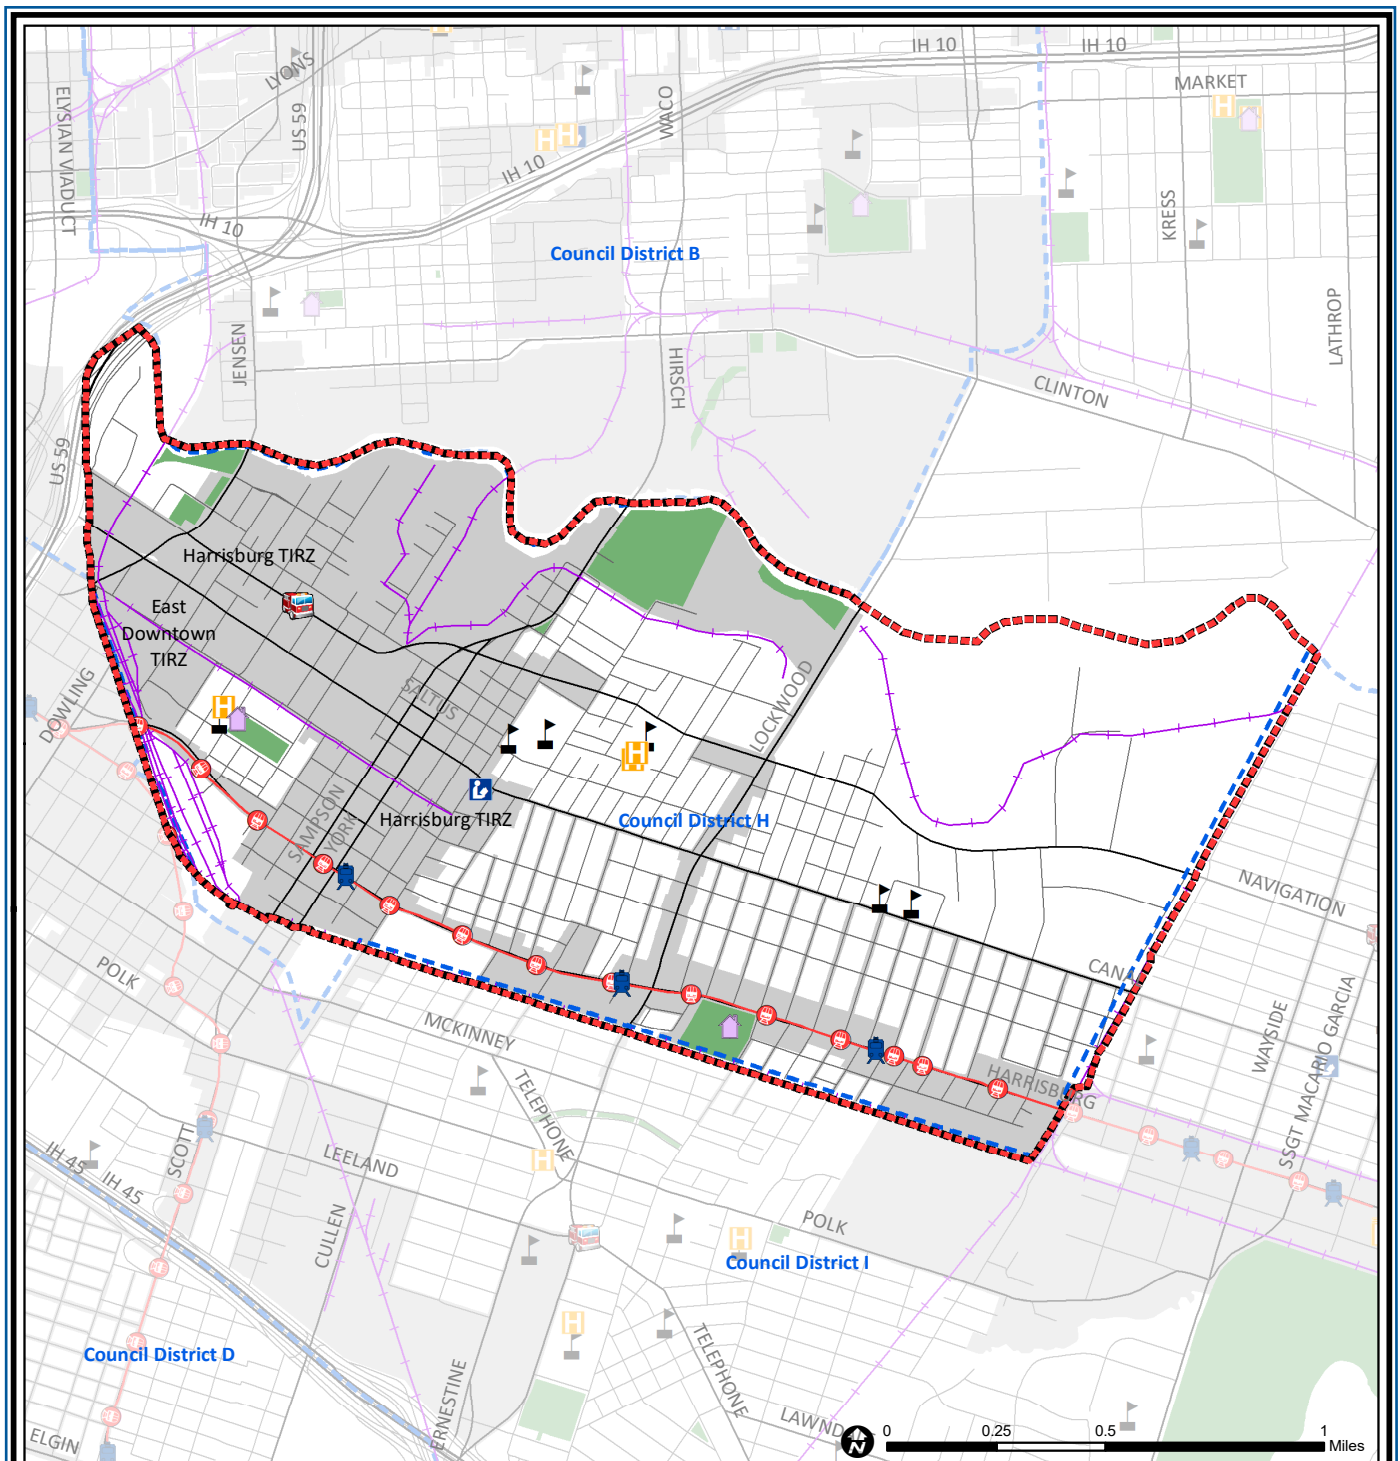 IH 10
IH 10
LYONS
MARKET
ELYSIAN VIADUCT
US 59
WACO
IH 10
KRESS
IH 10
Council District B
LATHROP
JENSEN
HIRSCH
CLINTON
US 59
Harrisburg TIRZ
East
Downtown
TIRZ
H
DOWLING
SALTUS
LOCKWOOD
H
SAMPSON
YORK
Harrisburg TIRZ
Council District H
NAVIGATION
CANA
POLK
MCKINNEY
WAYSIDE
SSGT MACARIO GARCIA
HARRISBURG
TELEPHONE
SCOTT
IH 45
IH 45
LEELAND
H
CULLEN
POLK
H
Council District I
H
TELEPHONE
Council District D
ERNESTINE
LAWND
ELGIN
N
0 0.25 0.5 1
Miles